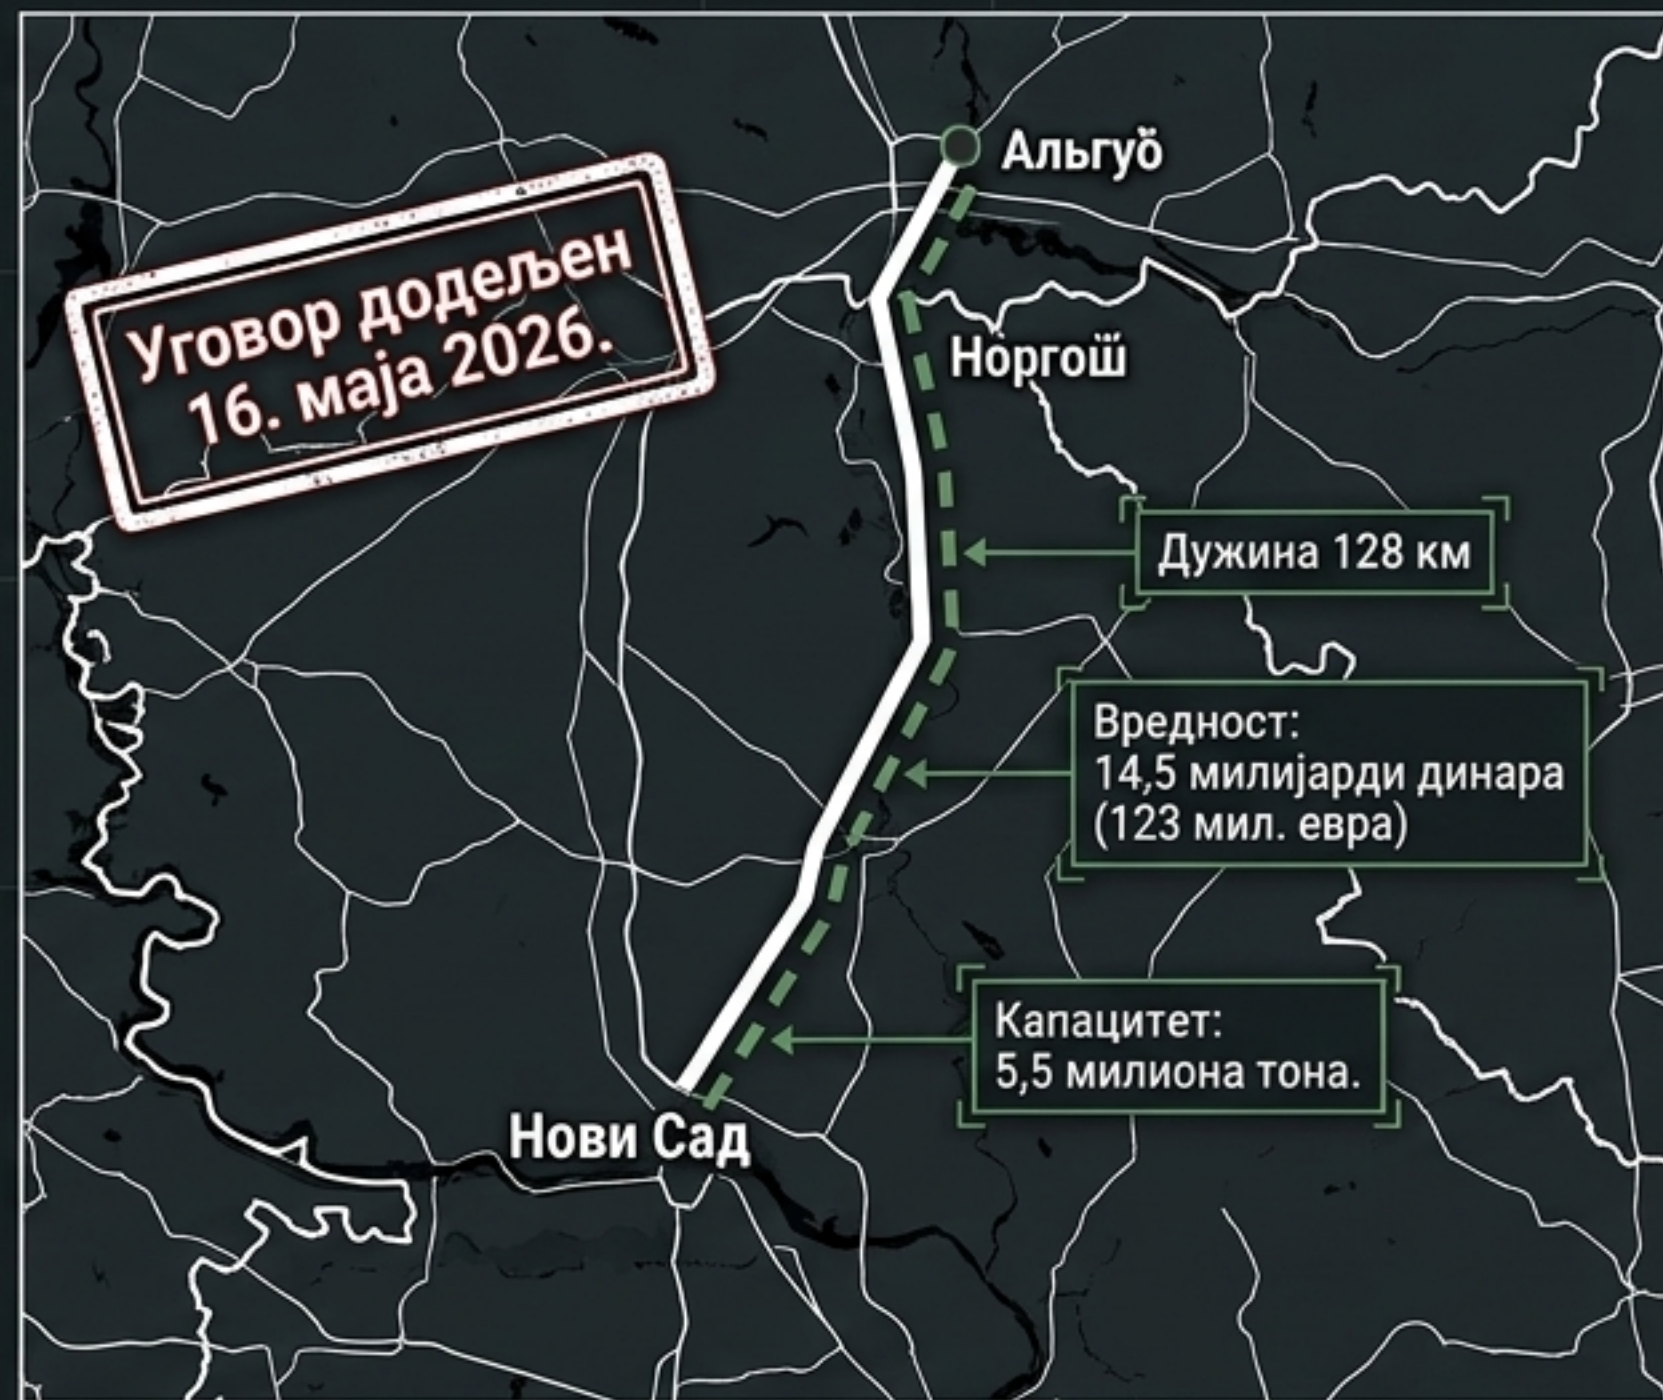 Альгуӧ
Уговор додељен
16. маја 2026.
Норгош̈
Дужина 128 км
Вредност:
14,5 милијарди динара
(123 мил. евра)
Капацитет:
5,5 милиона тона.
Нови Сад